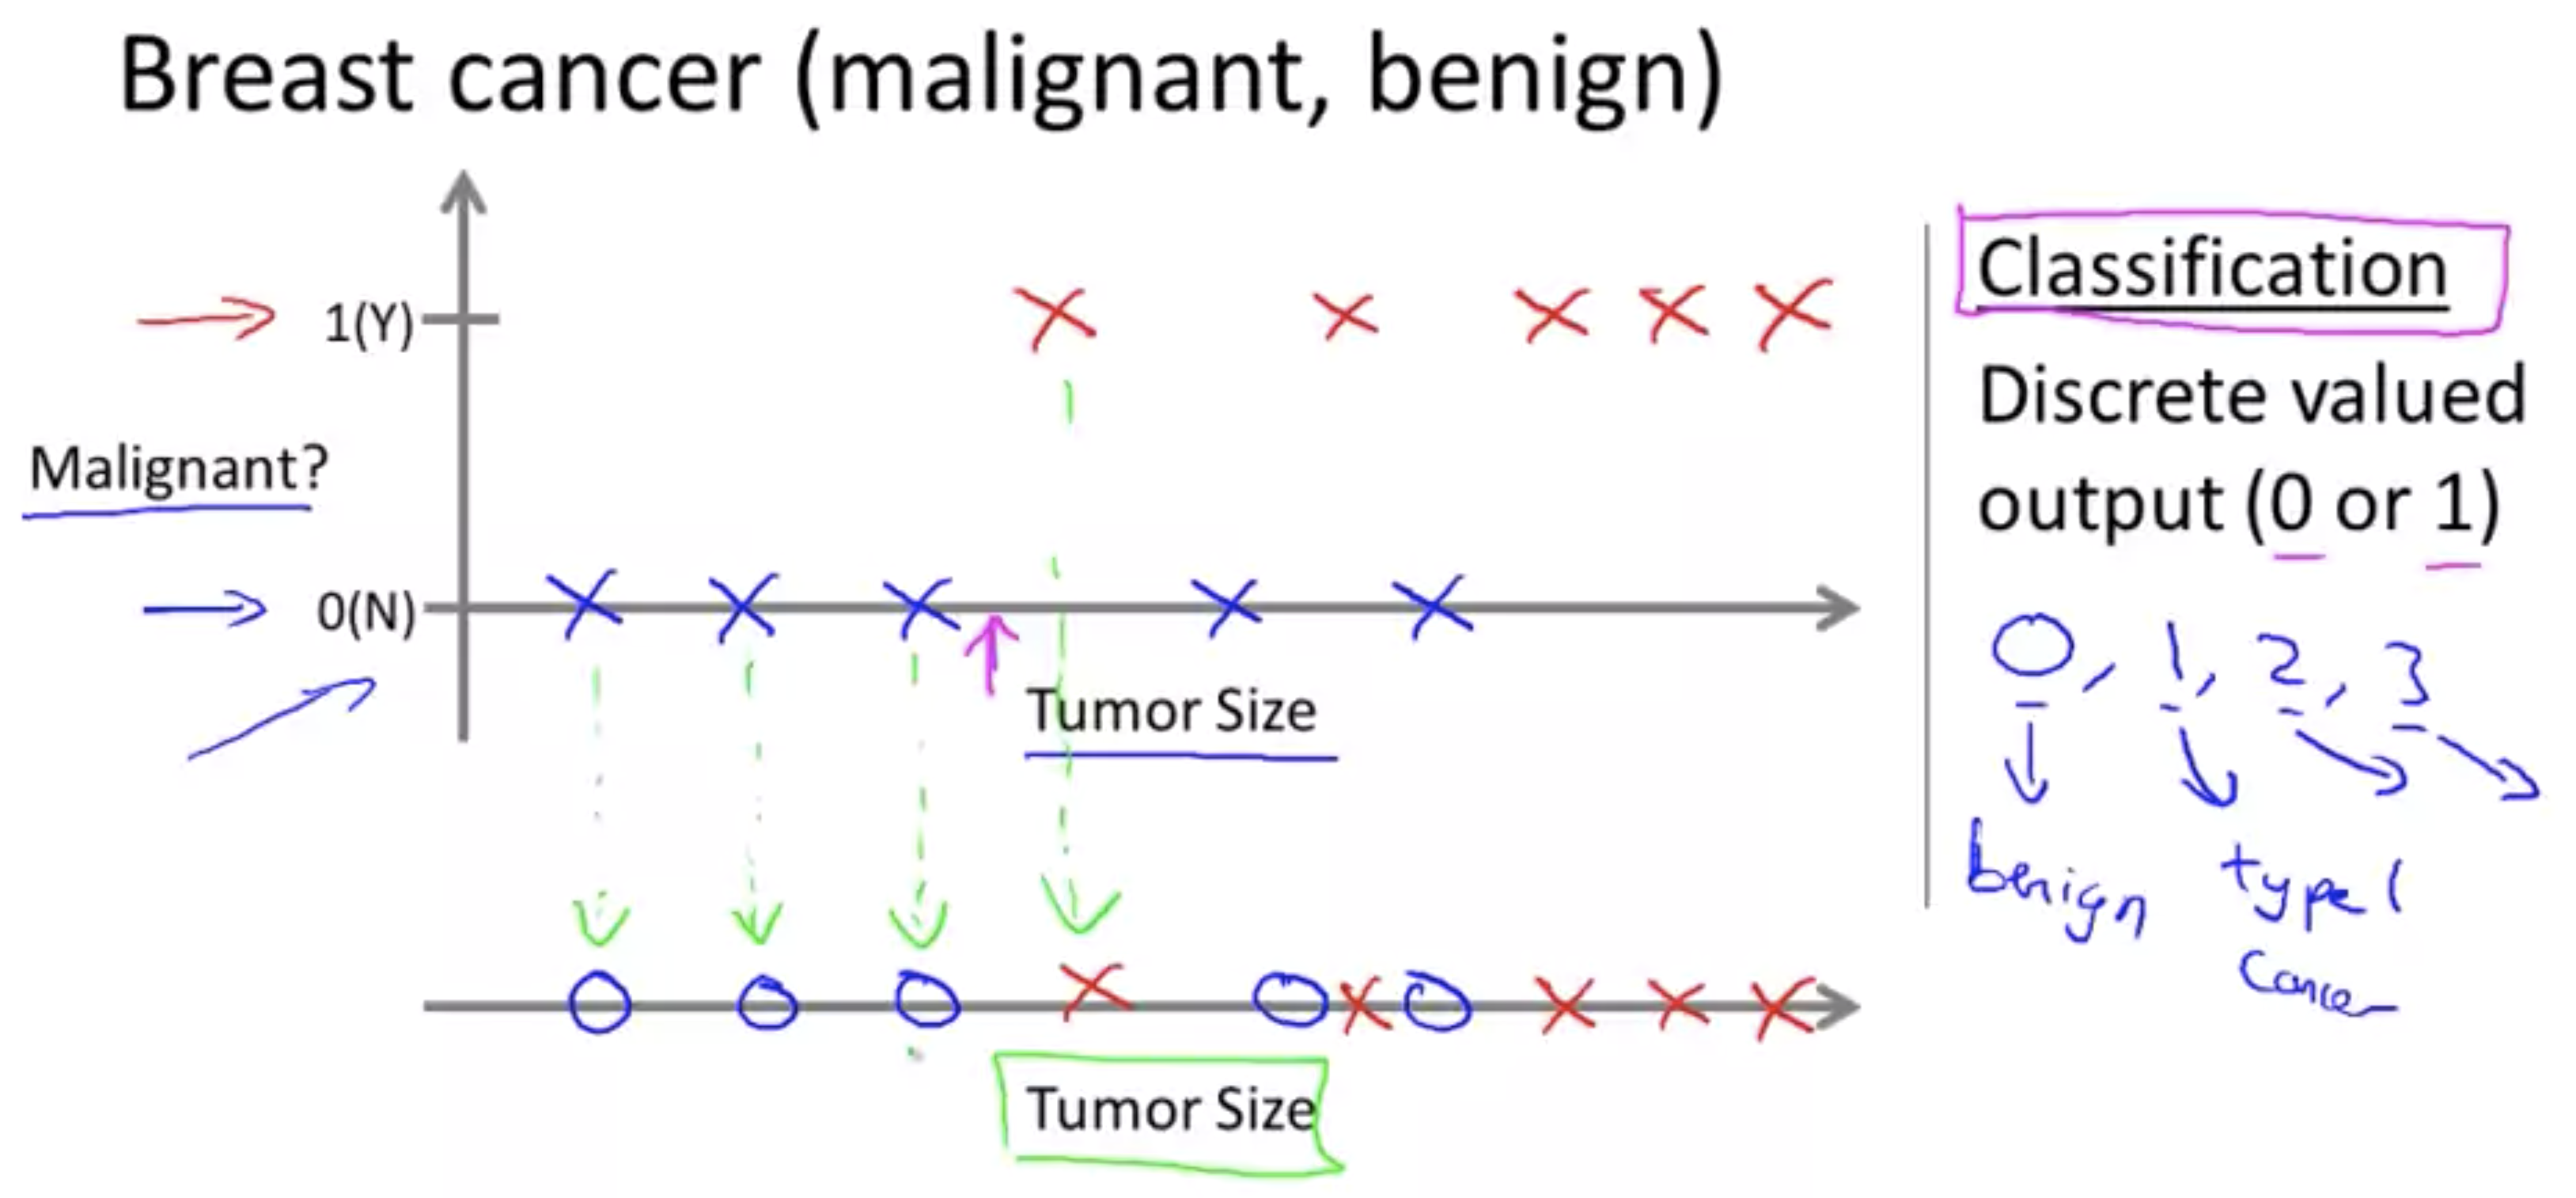 Breast cancer (malignant, benign)
1(Y)
Malignant?
0(N)
Tumor Size
Tumor Size
Classification
Discrete valued
output (0 or 1)
0, 1, 2, 3
benign type 1
cancer